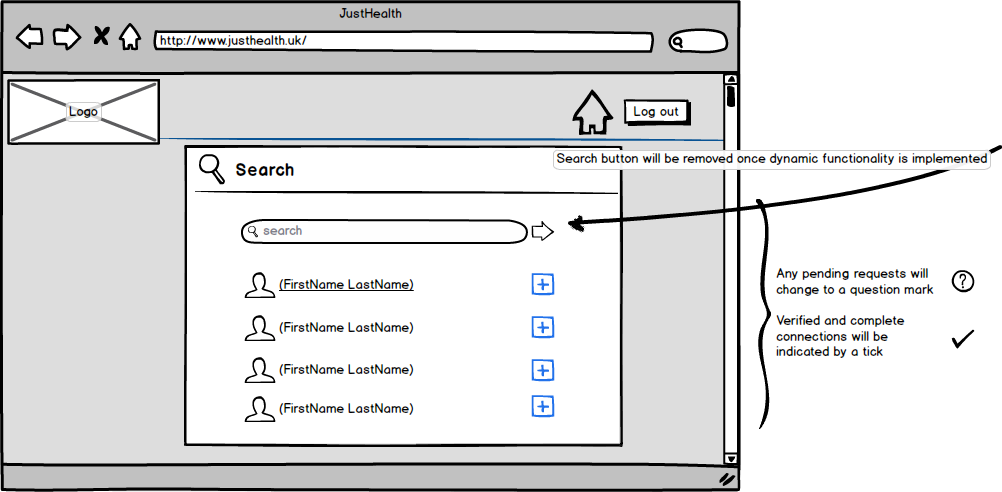 JustHealth
http://www.justhealth.uk/
Logo
Log out
Search button will be removed once dynamic functionality is implemented
Search
search
(FirstName LastName)
(FirstName LastName)
(FirstName LastName)
(FirstName LastName)
Any pending requests will
change to a question mark
?
Verified and complete
connections will be
indicated by a tick